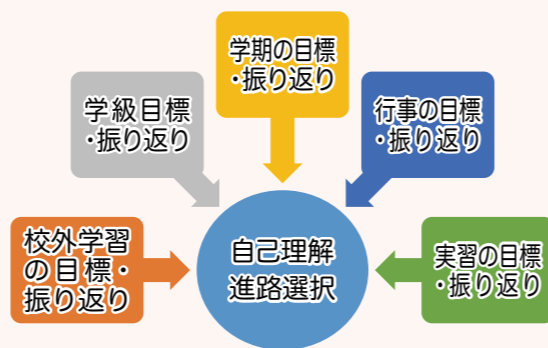 学期の目標
・振り返り
学級目標
・振り返り
行事の目標
・振り返り
校外学習
の目標・
振り返り
自己理解
進路選択
実習の目標
・振り返り